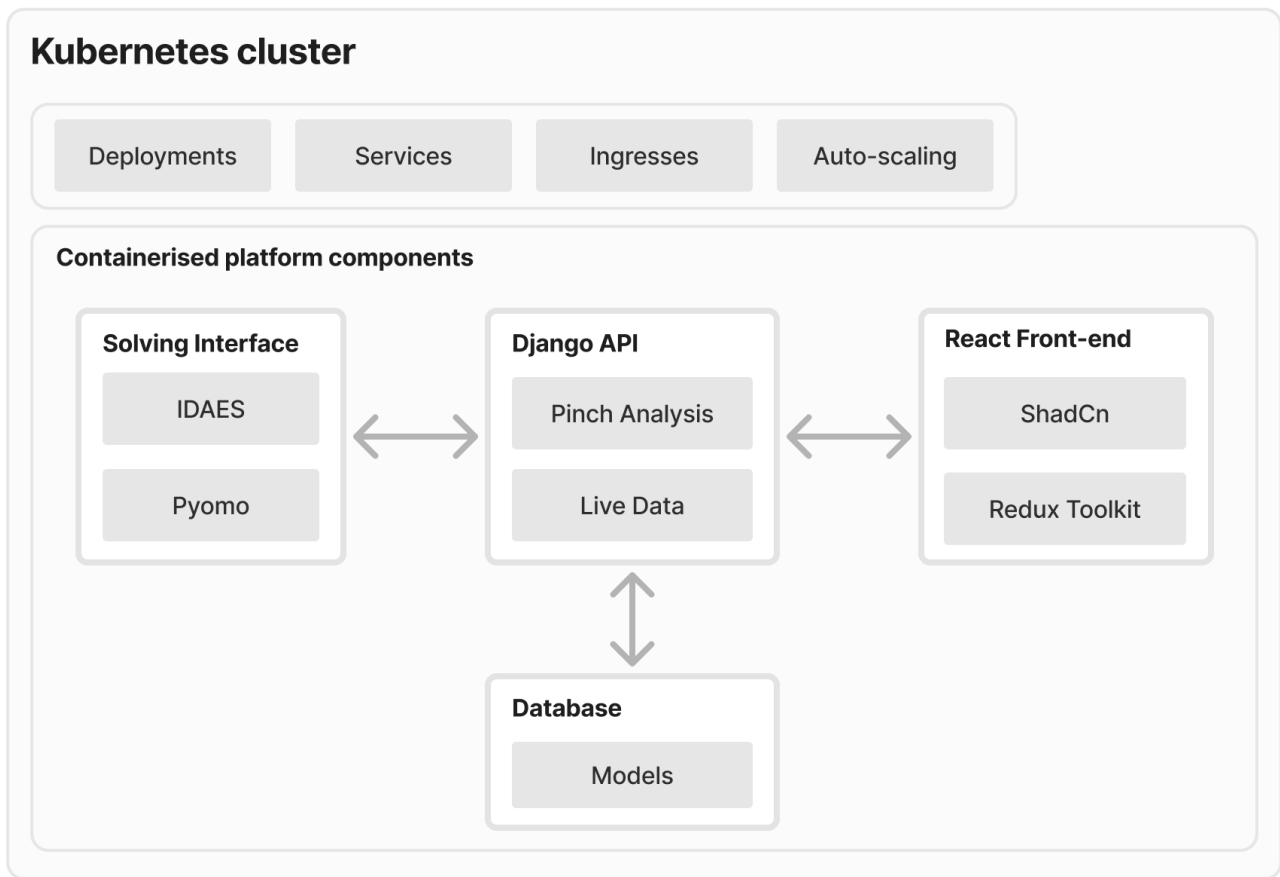 Kubernetes cluster
Deployments
Services
Ingresses
Auto-scaling
Containerised platform components
Solving Interface
IDAES
Pyomo
Django API
Pinch Analysis
Live Data
React Front-end
ShadCn
Redux Toolkit
Database
Models